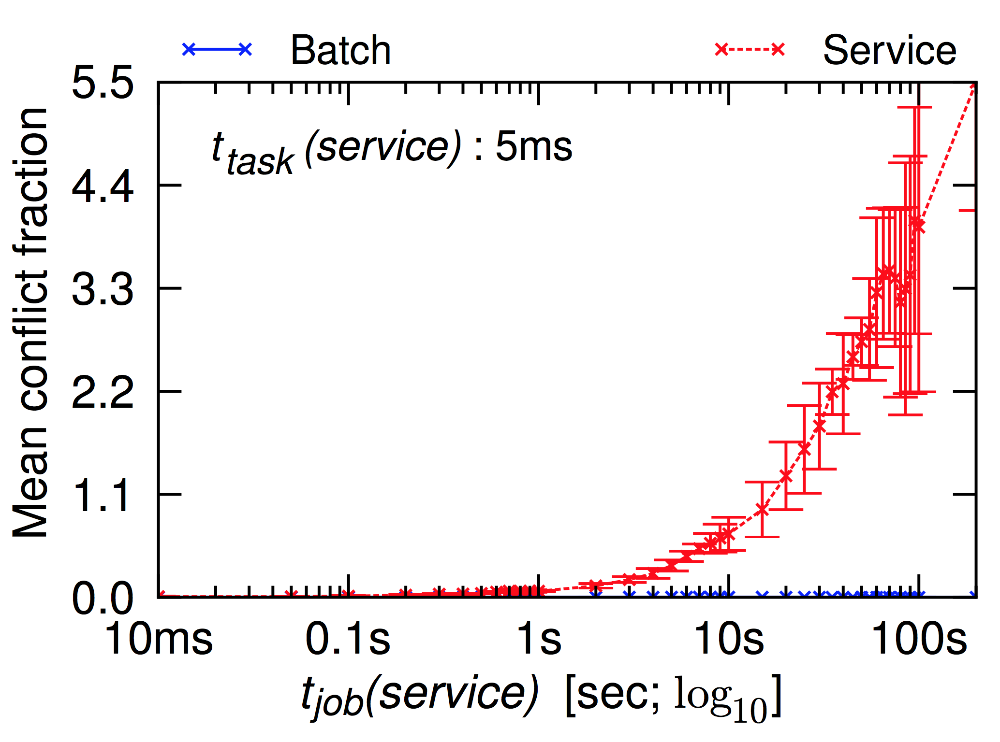 Batch Service
5.5
t task (service) : 5ms
4.4
3.3
2.2
1.1
0.0
Mean conflict fraction
10ms 0.1s 1s 10s 100s
t job(service) [sec; log10]